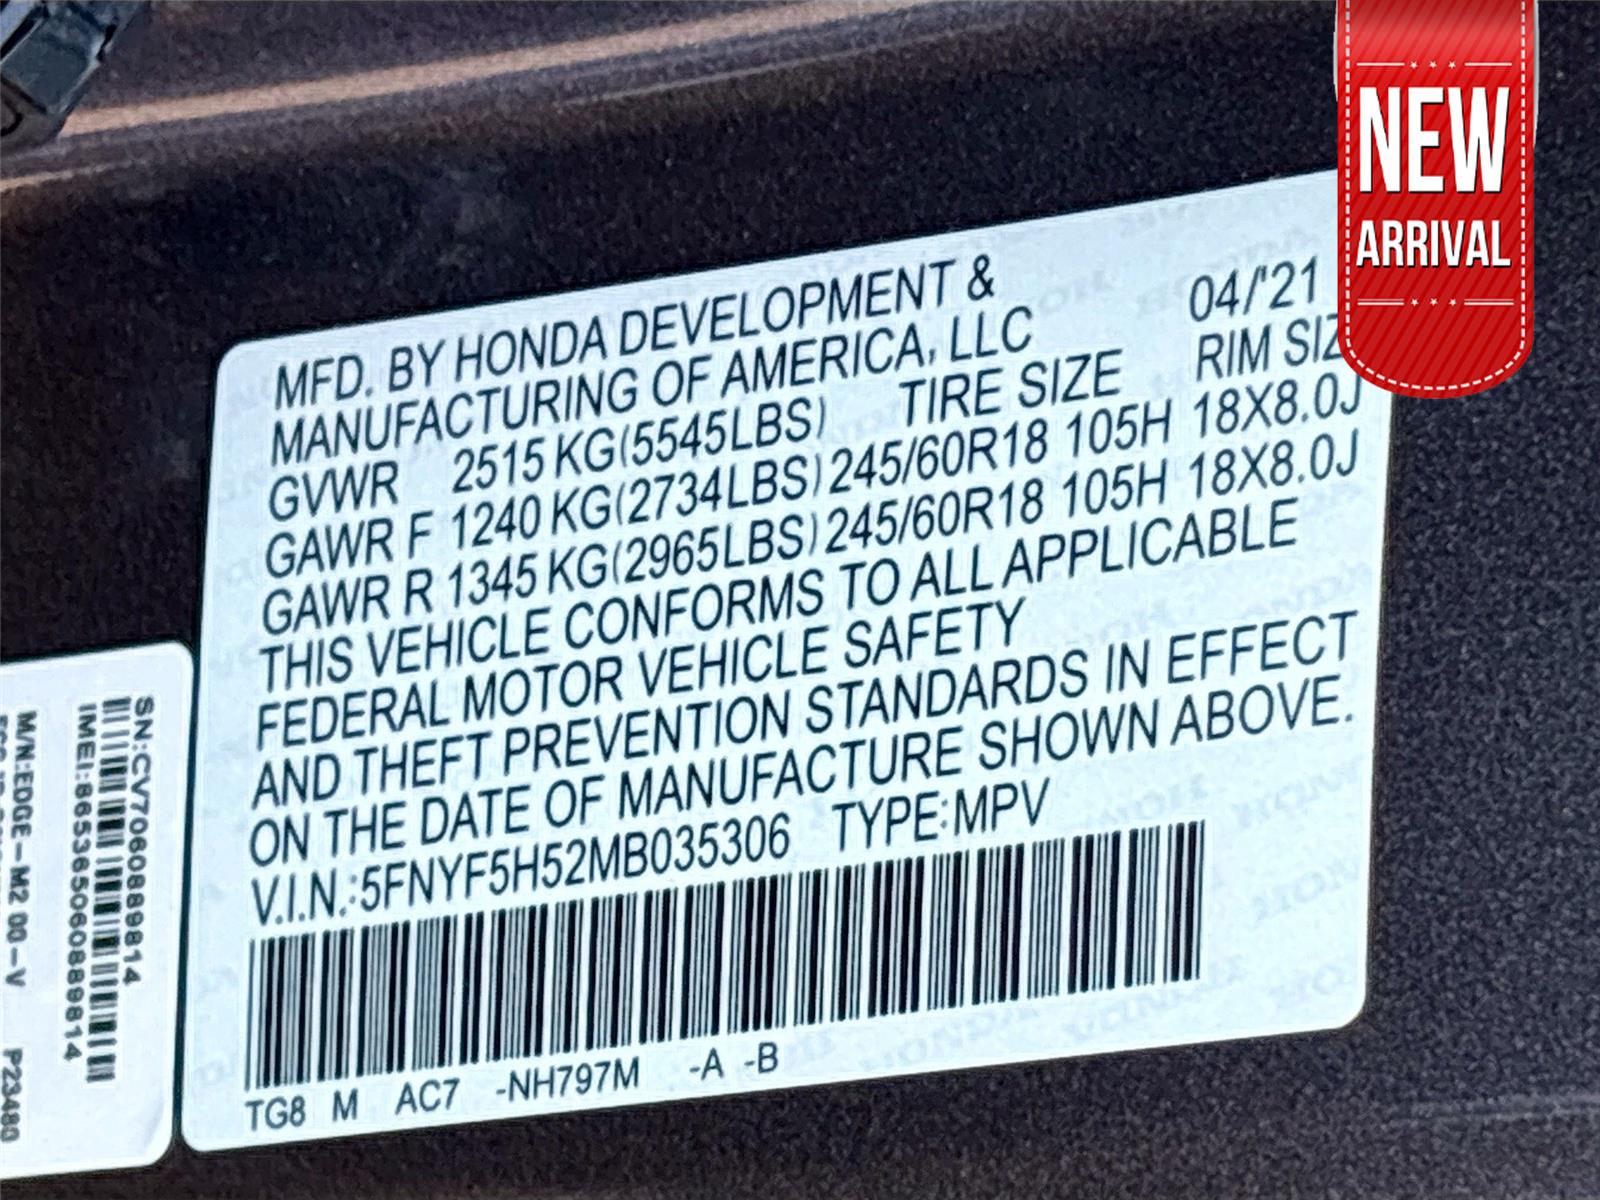 NEW
ARRIVAL
MFD. BY HONDA DEVELOPMENT &
MANUFACTURING OF AMERICA, LLC
04/'21
GVWR 2515 KG(5545LBS) TIRE SIZE RIM SIZ
GAWR F 1240 KG(2734LBS) 245/60R18 105H 18X8.0J
GAWR R 1345 KG(2965LBS) 245/60R18 105H 18X8.0J
THIS VEHICLE CONFORMS TO ALL APPLICABLE
FEDERAL MOTOR VEHICLE SAFETY
AND THEFT PREVENTION STANDARDS IN EFFECT
ON THE DATE OF MANUFACTURE SHOWN ABOVE.
V.I.N.:5FNYF5H52MB035306 TYPE:MPV
TG8 M AC7 -NH797M -A -B
SN:CV7060889814
IMEI:865365060889814
M/N:EDGE-M2 00-V P23480